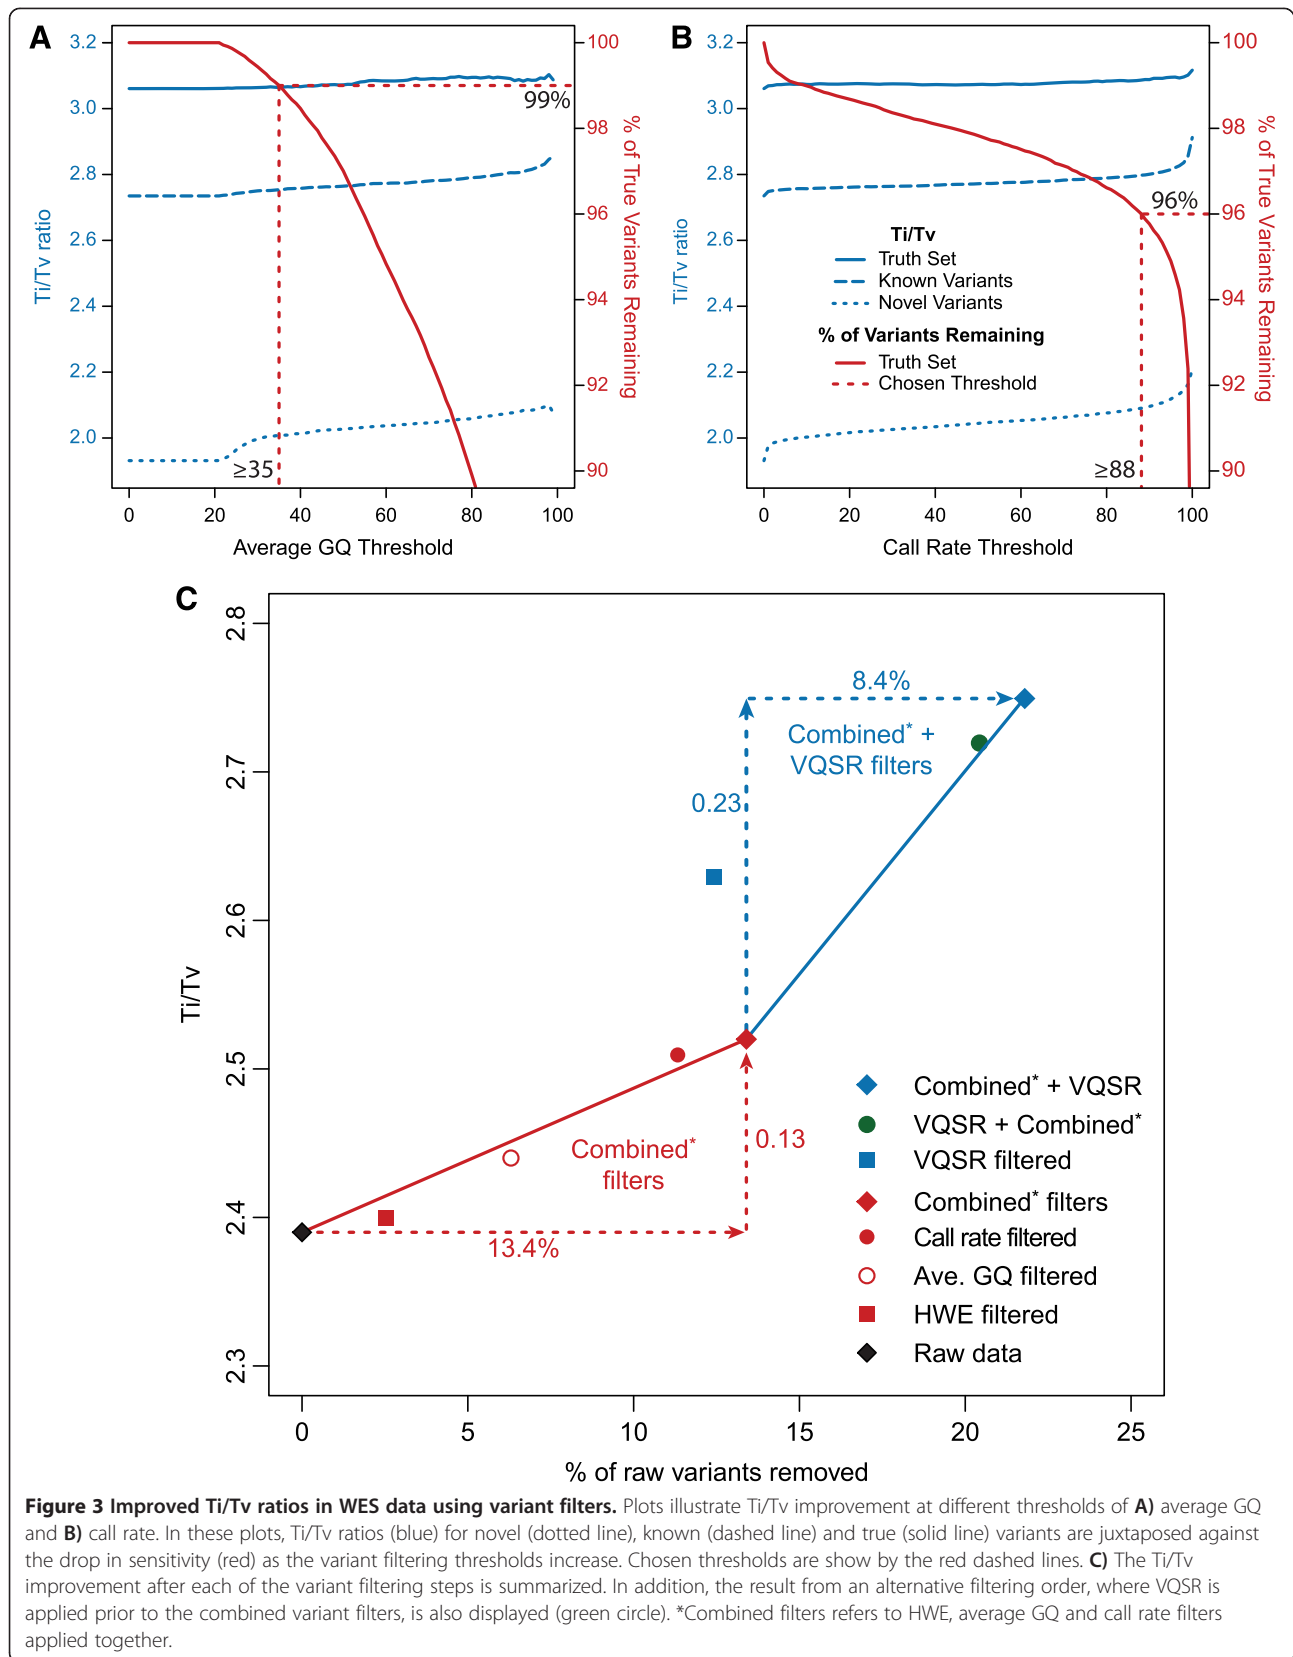 A
3.2
3.0
2.8
2.6
2.4
2.2
2.0
Ti/Tv ratio
100
98
96
94
92
90
% of True Variants Remaining
99%
≥35
0 20 40 60 80 100
Average GQ Threshold
B
3.2
3.0
2.8
2.6
2.4
2.2
2.0
Ti/Tv ratio
100
98
96
94
92
90
% of True Variants Remaining
96%
Ti/Tv
Truth Set
Known Variants
Novel Variants
% of Variants Remaining
Truth Set
Chosen Threshold
≥88
0 20 40 60 80 100
Call Rate Threshold
C
2.8
2.7
2.6
2.5
2.4
2.3
Ti/Tv
8.4%
Combined* +
VQSR filters
0.23
Combined*
filters
0.13
13.4%
Combined* + VQSR
VQSR + Combined*
VQSR filtered
Combined* filters
Call rate filtered
Ave. GQ filtered
HWE filtered
Raw data
0 5 10 15 20 25
% of raw variants removed
Figure 3 Improved Ti/Tv ratios in WES data using variant filters. Plots illustrate Ti/Tv improvement at different thresholds of A) average GQ
and B) call rate. In these plots, Ti/Tv ratios (blue) for novel (dotted line), known (dashed line) and true (solid line) variants are juxtaposed against
the drop in sensitivity (red) as the variant filtering thresholds increase. Chosen thresholds are show by the red dashed lines. C) The Ti/Tv
improvement after each of the variant filtering steps is summarized. In addition, the result from an alternative filtering order, where VQSR is
applied prior to the combined variant filters, is also displayed (green circle). *Combined filters refers to HWE, average GQ and call rate filters
applied together.